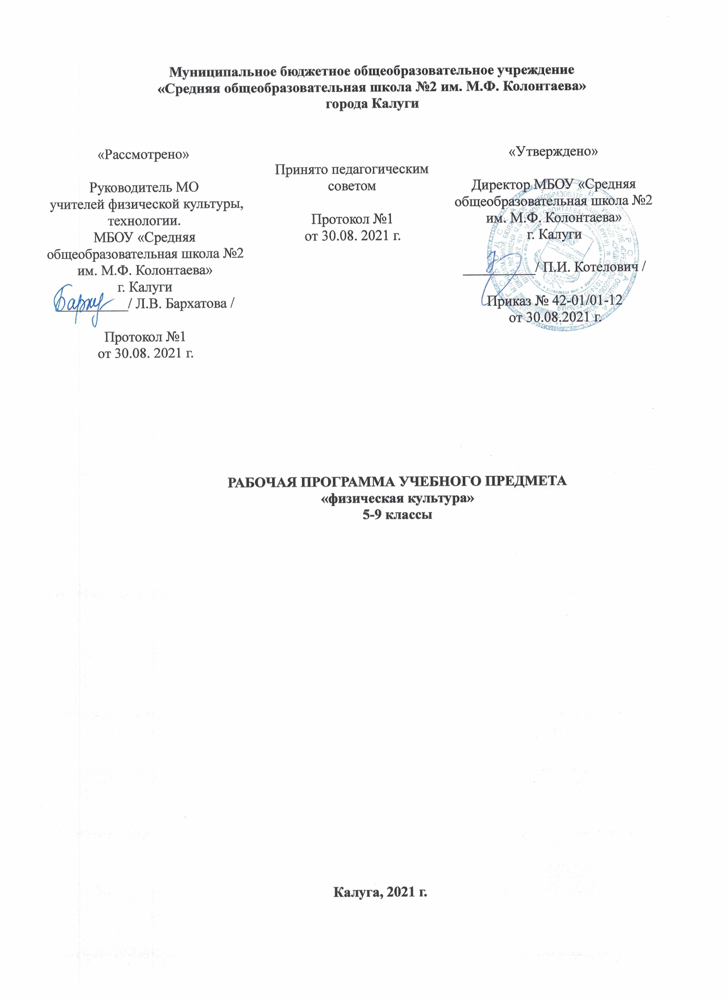 Муниципальное бюджетное общеобразовательное учреждение
«Средняя общеобразовательная школа №2 им. М.Ф. Колонтаева»
города Калуги
«Рассмотрено»
Руководитель МО
учителей физической культуры,
технологии.
МБОУ «Средняя
общеобразовательная школа №2
им. М.Ф. Колонтаева»
г. Калуги
/ Л.В. Бархатова /
Протокол №1
от 30.08. 2021 г.
Принято педагогическим
советом
Протокол №1
от 30.08. 2021 г.
«Утверждено»
Директор МБОУ «Средняя
общеобразовательная школа №2
им. М.Ф. Колонтаева»
г. Калуги
/ П.И. Котелович /
Приказ № 42-01/01-12
от 30.08.2021 г.
РАБОЧАЯ ПРОГРАММА УЧЕБНОГО ПРЕДМЕТА
«физическая культура»
5-9 классы
Калуга, 2021 г.